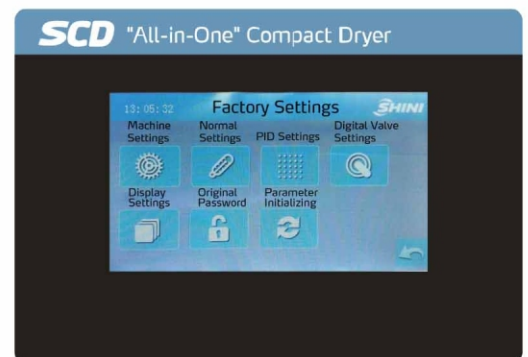 SCD "All-in-One" Compact Dryer
13:05:32 Factory Settings SHINI
Machine Settings
Normal Settings
PID Settings
Digital Valve Settings
Display Settings
Original Password
Parameter Initializing